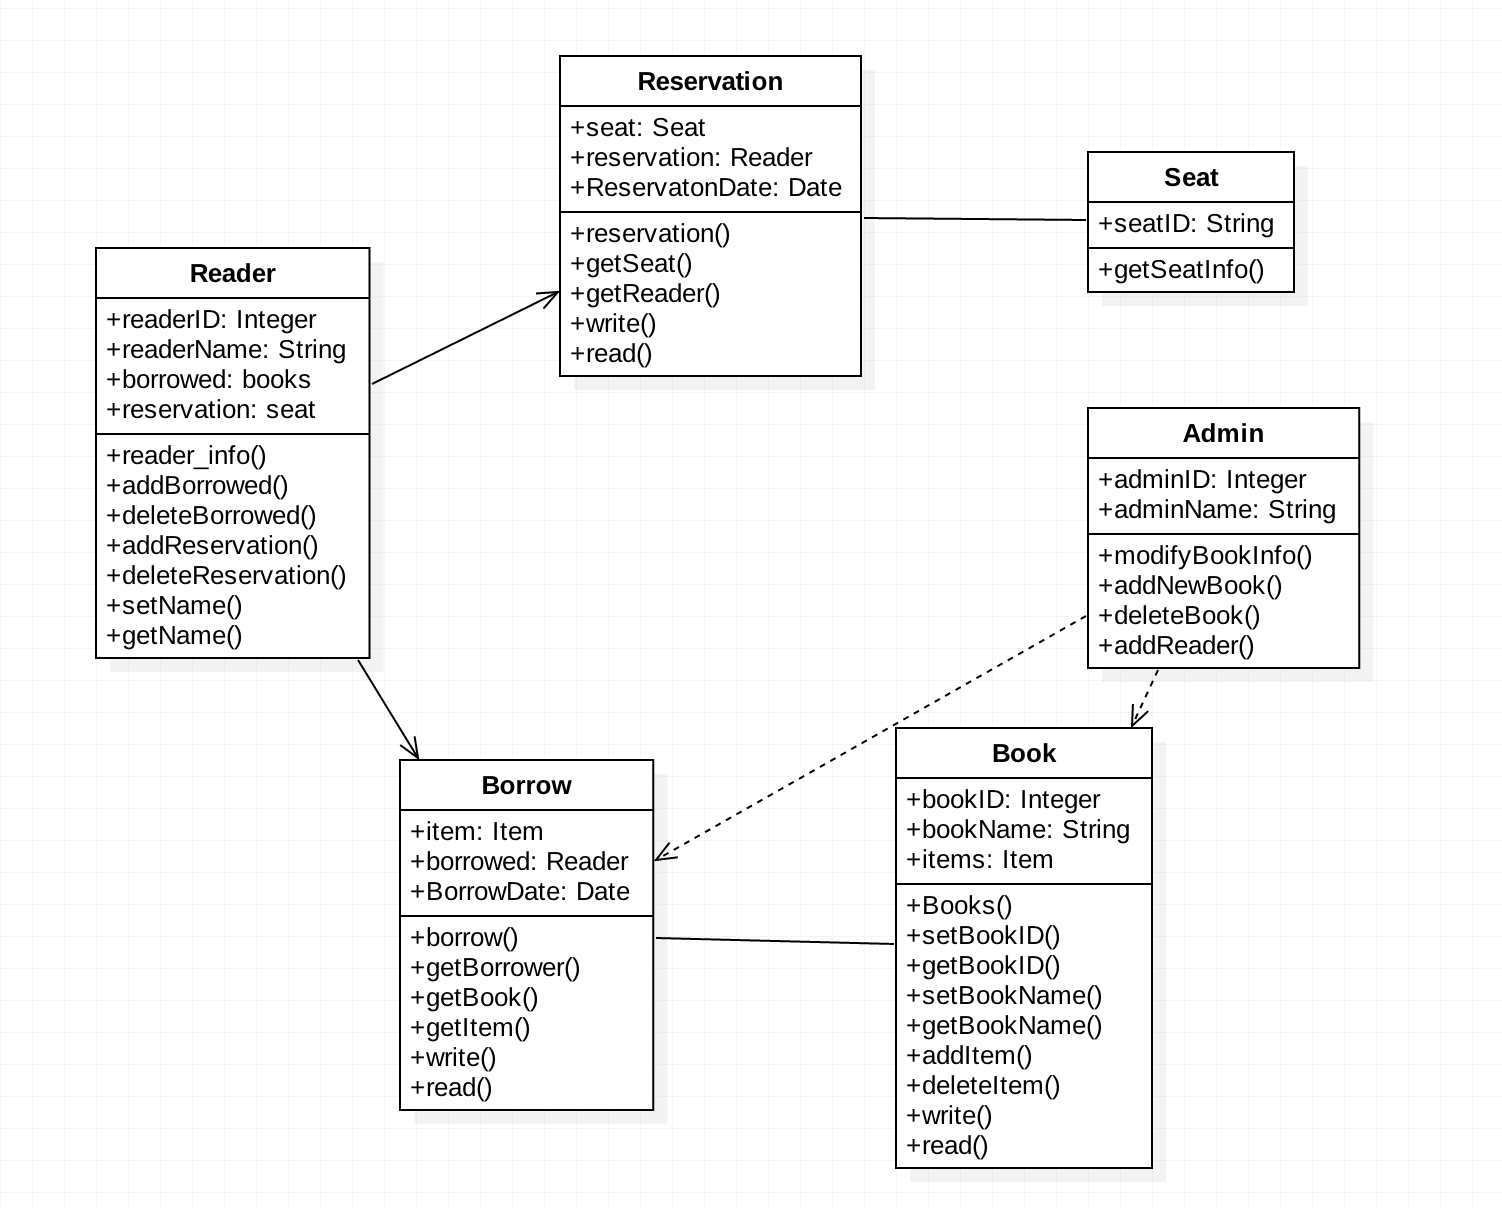 Reservation
+seat: Seat
+reservation: Reader
+ReservatonDate: Date
+reservation()
+getSeat()
+getReader()
+write()
+read()
Seat
+seatID: String
+getSeatInfo()
Reader
+readerID: Integer
+readerName: String
+borrowed: books
+reservation: seat
+reader_info()
+addBorrowed()
+deleteBorrowed()
+addReservation()
+deleteReservation()
+setName()
+getName()
Admin
+adminID: Integer
+adminName: String
+modifyBookInfo()
+addNewBook()
+deleteBook()
+addReader()
Borrow
+item: Item
+borrowed: Reader
+BorrowDate: Date
+borrow()
+getBorrower()
+getBook()
+getItem()
+write()
+read()
Book
+bookID: Integer
+bookName: String
+items: Item
+Books()
+setBookID()
+getBookID()
+setBookName()
+getBookName()
+addItem()
+deleteItem()
+write()
+read()